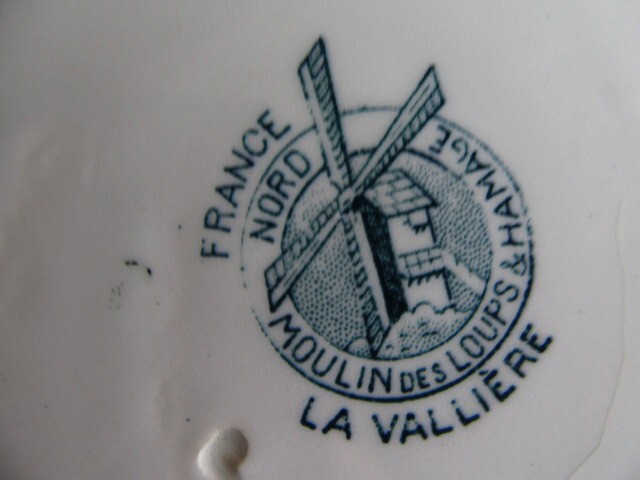 FRANCE
NORD
MOULIN DES LOUPS & HAMAGE
LA VALLIÈRE